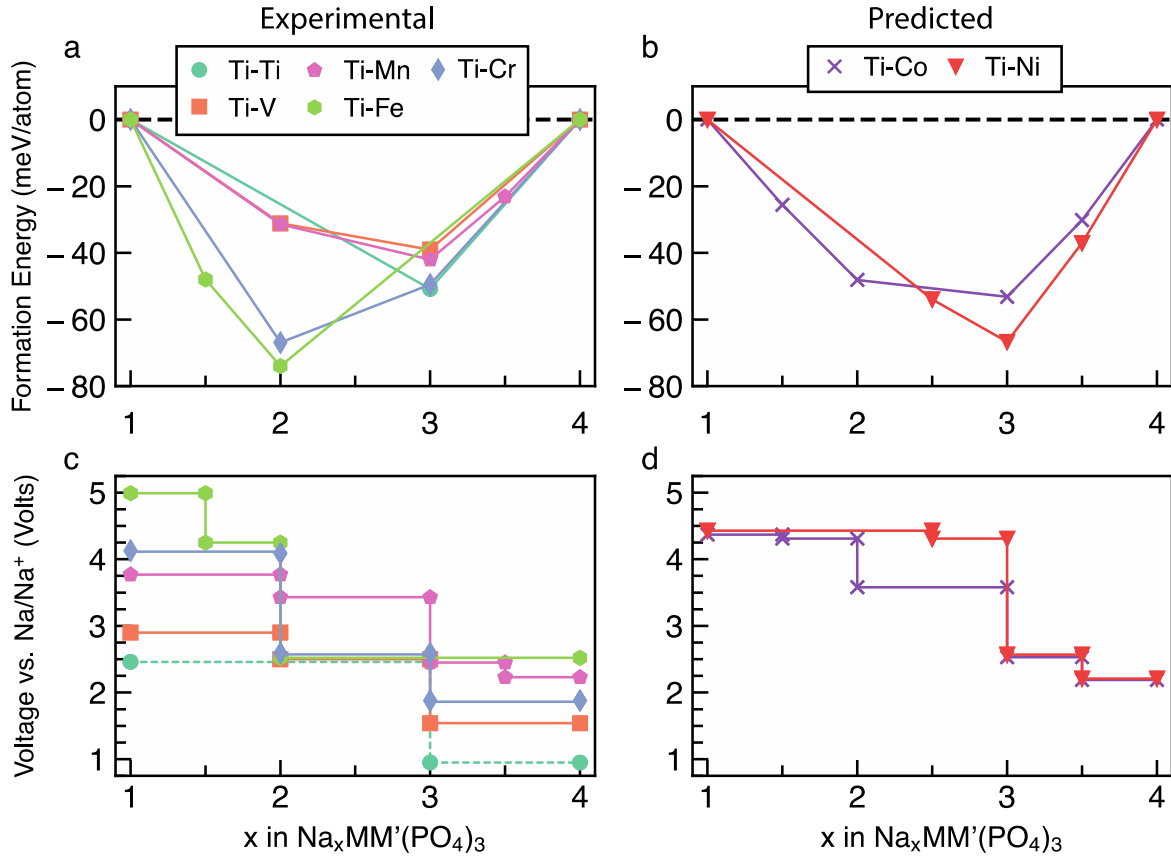 Experimental
Predicted
a
b
Ti-Ti
Ti-Mn
Ti-Cr
Ti-V
Ti-Fe
Ti-Co
Ti-Ni
Formation Energy (meV/atom)
0
−20
−40
−60
−80
1 2 3 4
0
−20
−40
−60
−80
1 2 3 4
c
d
Voltage vs. Na/Na⁺ (Volts)
5
4
3
2
1
1 2 3 4
x in NaₓMM'(PO₄)₃
5
4
3
2
1
1 2 3 4
x in NaₓMM'(PO₄)₃